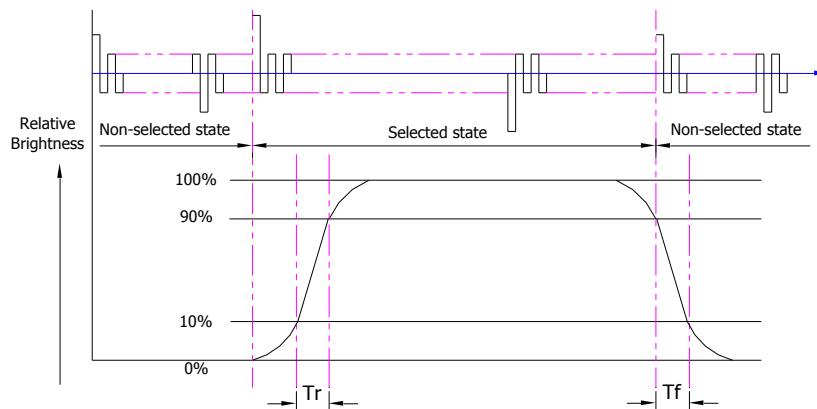 Non-selected state
Selected state
Non-selected state
Relative
Brightness
100%
90%
10%
0%
Tr
Tf